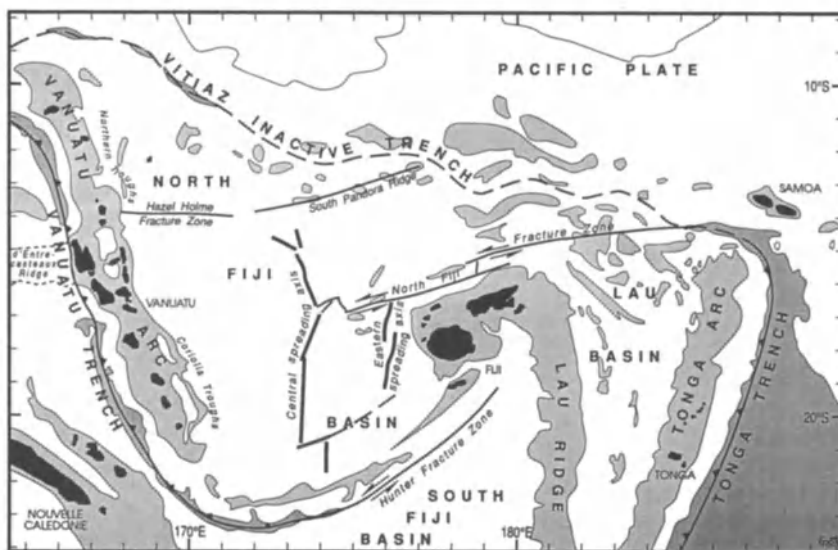 PACIFIC PLATE
10°S
VITIAZ INACTIVE TRENCH
VANUATU
Northern Troughs
NORTH
South Pandora Ridge
SAMOA
Hazel Holme
Fracture Zone
Fracture Zone
d'Entre-
casteaux
Ridge
VANUATU TRENCH
FIJI
North Fiji
LAU
VANUATU
ARC
Central spreading axis
Eastern
spreading axis
BASIN
Coriolis Troughs
FIJI
TONGA ARC
TONGA TRENCH
BASIN
20°S
LAU RIDGE
Hunter Fracture Zone
TONGA
NOUVELLE
CALEDONIE
SOUTH
170°E
FIJI
180°E
BASIN